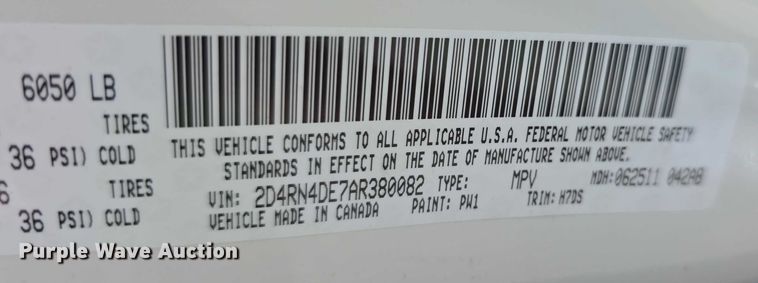 6050 LB
TIRES
36 PSI) COLD
TIRES
36 PSI) COLD
THIS VEHICLE CONFORMS TO ALL APPLICABLE U.S.A. FEDERAL MOTOR VEHICLE SAFETY
STANDARDS IN EFFECT ON THE DATE OF MANUFACTURE SHOWN ABOVE.
VIN: 2D4RN4DE7AR380082 TYPE: MPV MDH:062511 042AB
VEHICLE MADE IN CANADA PAINT: PW1 TRIM: H7DS
Purple Wave Auction